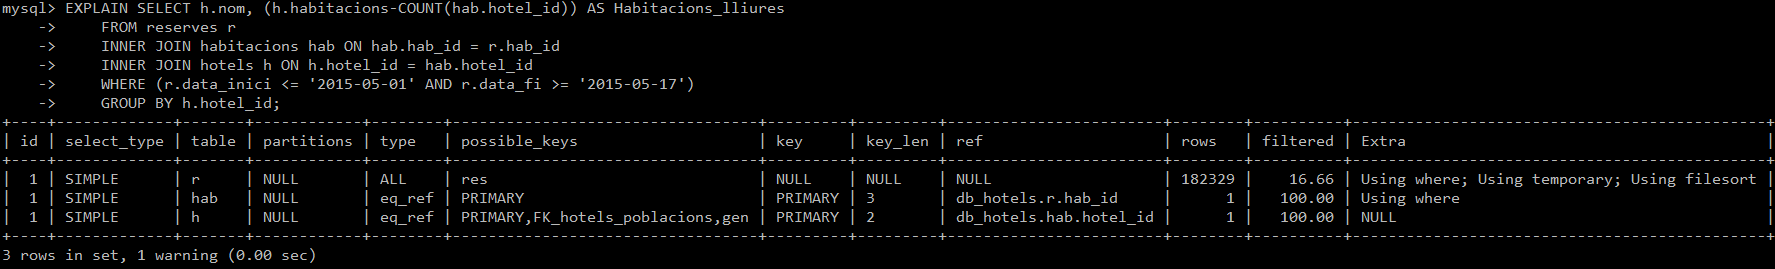 mysql> EXPLAIN SELECT h.nom, (h.habitacions-COUNT(hab.hotel_id)) AS Habitacions_lliures
    ->     FROM reserves r
    ->     INNER JOIN habitacions hab ON hab.hab_id = r.hab_id
    ->     INNER JOIN hotels h ON h.hotel_id = hab.hotel_id
    ->     WHERE (r.data_inici <= '2015-05-01' AND r.data_fi >= '2015-05-17')
    ->     GROUP BY h.hotel_id;
+----+-------------+-------+------------+--------+-------------------------------+---------+---------+-----------------------+--------+----------+----------------------------------------------+
| id | select_type | table | partitions | type   | possible_keys                 | key     | key_len | ref                   | rows   | filtered | Extra                                        |
+----+-------------+-------+------------+--------+-------------------------------+---------+---------+-----------------------+--------+----------+----------------------------------------------+
|  1 | SIMPLE      | r     | NULL       | ALL    | res                           | NULL    | NULL    | NULL                  | 182329 |    16.66 | Using where; Using temporary; Using filesort |
|  1 | SIMPLE      | hab   | NULL       | eq_ref | PRIMARY                       | PRIMARY | 3       | db_hotels.r.hab_id    |      1 |   100.00 | Using where                                  |
|  1 | SIMPLE      | h     | NULL       | eq_ref | PRIMARY,FK_hotels_poblacions,gen | PRIMARY | 2       | db_hotels.hab.hotel_id |      1 |   100.00 | NULL                                         |
+----+-------------+-------+------------+--------+-------------------------------+---------+---------+-----------------------+--------+----------+----------------------------------------------+
3 rows in set, 1 warning (0.00 sec)